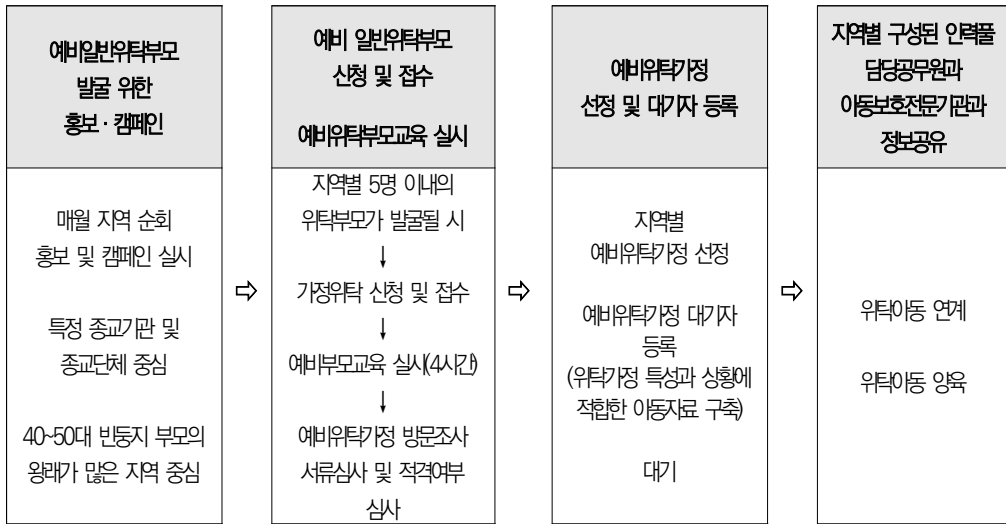 예비일반위탁부모
발굴 위한
홍보 · 캠페인
매월 지역 순회
홍보 및 캠페인 실시
특정 종교기관 및
종교단체 중심
40~50대 빈둥지 부모의
왕래가 많은 지역 중심
⇨
예비 일반위탁부모
신청 및 접수
예비위탁부모교육 실시
지역별 5명 이내의
위탁부모가 발굴될 시
↓
가정위탁 신청 및 접수
↓
예비부모교육 실시(4시간)
↓
예비위탁가정 방문조사
서류심사 및 적격여부
심사
⇨
예비위탁가정
선정 및 대기자 등록
지역별
예비위탁가정 선정
예비위탁가정 대기자
등록
(위탁가정 특성과 상황에
적합한 아동자료 구축)
대기
⇨
지역별 구성된 인력풀
담당공무원과
아동보호전문기관과
정보공유
위탁아동 연계
위탁아동 양육